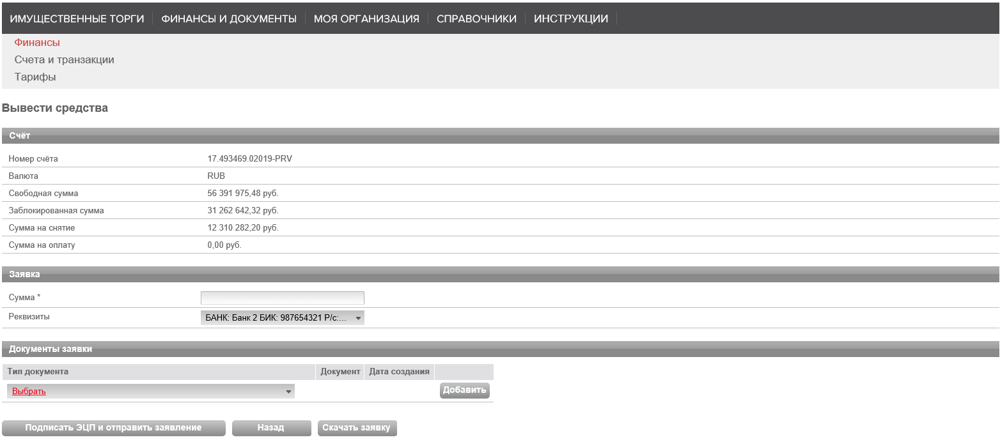 ИМУЩЕСТВЕННЫЕ ТОРГИ ФИНАНСЫ И ДОКУМЕНТЫ МОЯ ОРГАНИЗАЦИЯ СПРАВОЧНИКИ ИНСТРУКЦИИ
Финансы
Счета и транзакции
Тарифы
Вывести средства
Счёт
Номер счёта 17.493469.02019-PRV
Валюта RUB
Свободная сумма 56 391 975,48 руб.
Заблокированная сумма 31 262 642,32 руб.
Сумма на снятие 12 310 282,20 руб.
Сумма на оплату 0,00 руб.
Заявка
Сумма *
Реквизиты БАНК: Банк 2 БИК: 987654321 Р/с:...
Документы заявки
Тип документа Документ Дата создания
Выбрать Добавить
Подписать ЭЦП и отправить заявление Назад Скачать заявку